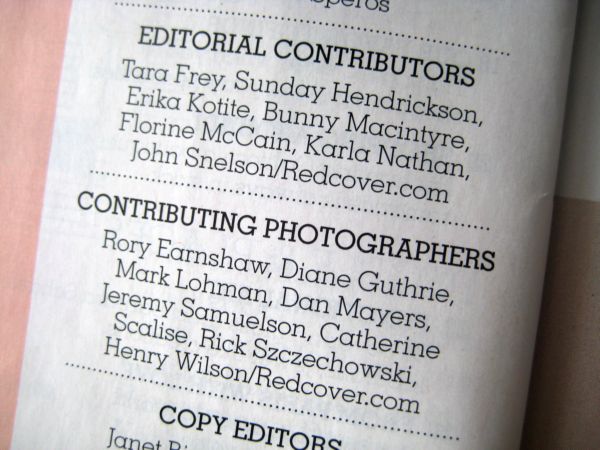 EDITORIAL CONTRIBUTORS
Tara Frey, Sunday Hendrickson,
Erika Kotite, Bunny Macintyre,
Florine McCain, Karla Nathan,
John Snelson/Redcover.com
CONTRIBUTING PHOTOGRAPHERS
Rory Earnshaw, Diane Guthrie,
Mark Lohman, Dan Mayers,
Jeremy Samuelson, Catherine
Scalise, Rick Szczechowski,
Henry Wilson/Redcover.com
COPY EDITORS
Janet